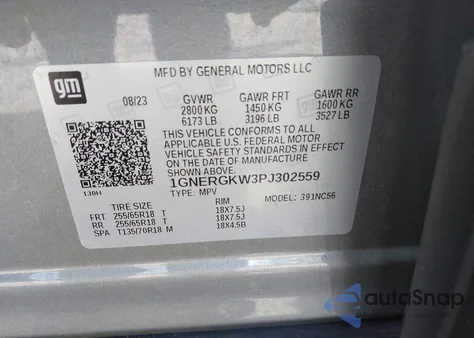 gm
MFD BY GENERAL MOTORS LLC
08/23 GVWR GAWR FRT GAWR RR
2800 KG 1450 KG 1600 KG
6173 LB 3196 LB 3527 LB
THIS VEHICLE CONFORMS TO ALL
APPLICABLE U.S. FEDERAL MOTOR
VEHICLE SAFETY STANDARDS IN EFFECT
ON THE DATE OF MANUFACTURE SHOWN ABOVE.
1GNERGKW3PJ302559
130H TYPE: MPV MODEL: 391NC56
TIRE SIZE RIM
FRT 255/65R18 T 18X7.5J
RR 255/65R18 T 18X7.5J
SPA T135/70R18 M 18X4.5B
autoSnap